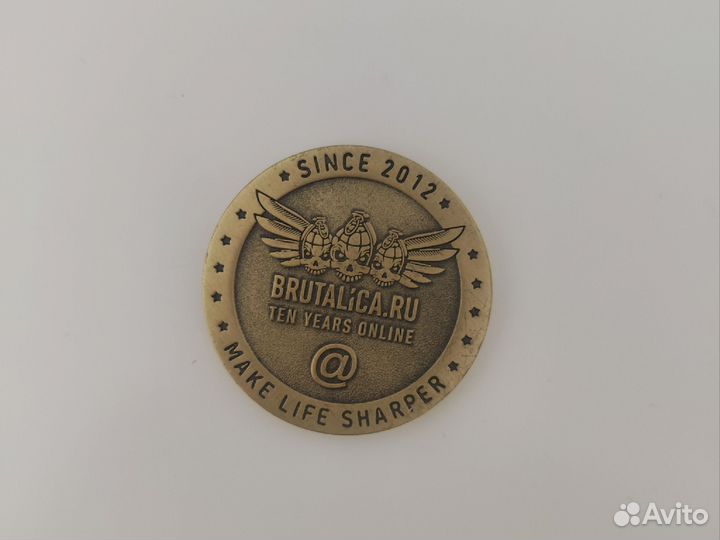 SINCE 2012
BRUTALiCA.RU
TEN YEARS ONLINE
@
MAKE LIFE SHARPER
Avito